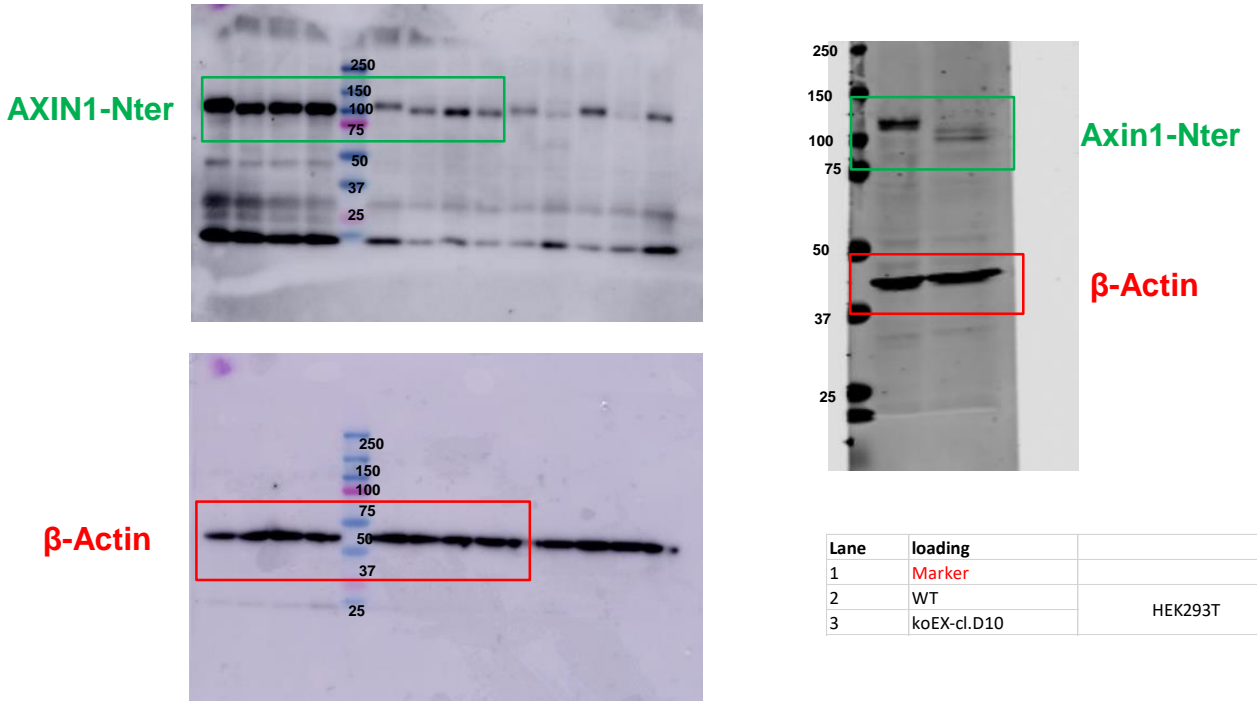 AXIN1-Nter
250
150
100
75
50
37
25
β-Actin
250
150
100
75
50
37
25
250
150
100
75
50
37
25
Axin1-Nter
β-Actin
Lane loading
1 Marker
2 WT HEK293T
3 koEX-cl.D10